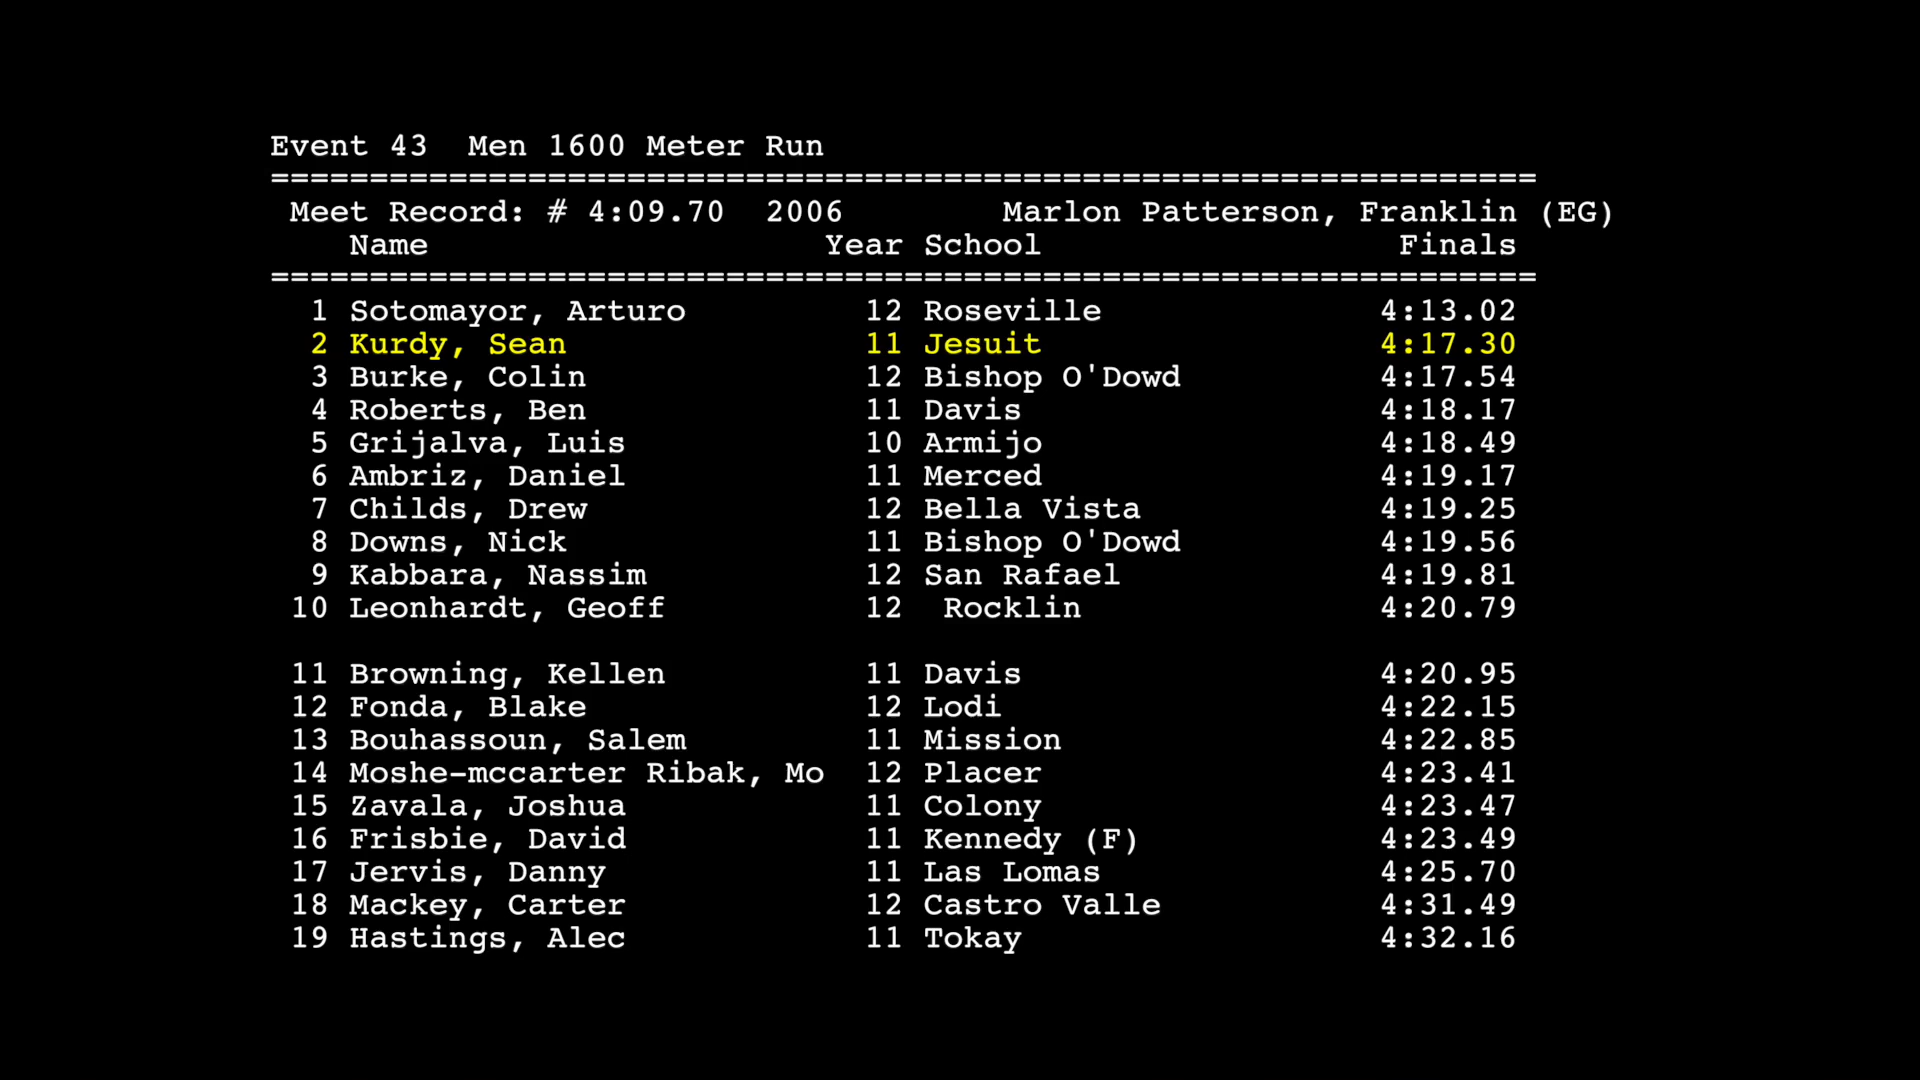 Event 43  Men 1600 Meter Run
================================================================
Meet Record: # 4:09.70  2006        Marlon Patterson, Franklin (EG)
Name                    Year School                  Finals
================================================================
1 Sotomayor, Arturo         12 Roseville              4:13.02
2 Kurdy, Sean               11 Jesuit                 4:17.30
3 Burke, Colin              12 Bishop O'Dowd          4:17.54
4 Roberts, Ben              11 Davis                  4:18.17
5 Grijalva, Luis            10 Armijo                 4:18.49
6 Ambriz, Daniel            11 Merced                 4:19.17
7 Childs, Drew              12 Bella Vista            4:19.25
8 Downs, Nick               11 Bishop O'Dowd          4:19.56
9 Kabbara, Nassim           12 San Rafael             4:19.81
10 Leonhardt, Geoff          12  Rocklin               4:20.79
11 Browning, Kellen          11 Davis                  4:20.95
12 Fonda, Blake              12 Lodi                   4:22.15
13 Bouhassoun, Salem         11 Mission                4:22.85
14 Moshe-mccarter Ribak, Mo  12 Placer                 4:23.41
15 Zavala, Joshua            11 Colony                 4:23.47
16 Frisbie, David            11 Kennedy (F)            4:23.49
17 Jervis, Danny             11 Las Lomas              4:25.70
18 Mackey, Carter            12 Castro Valle           4:31.49
19 Hastings, Alec            11 Tokay                  4:32.16